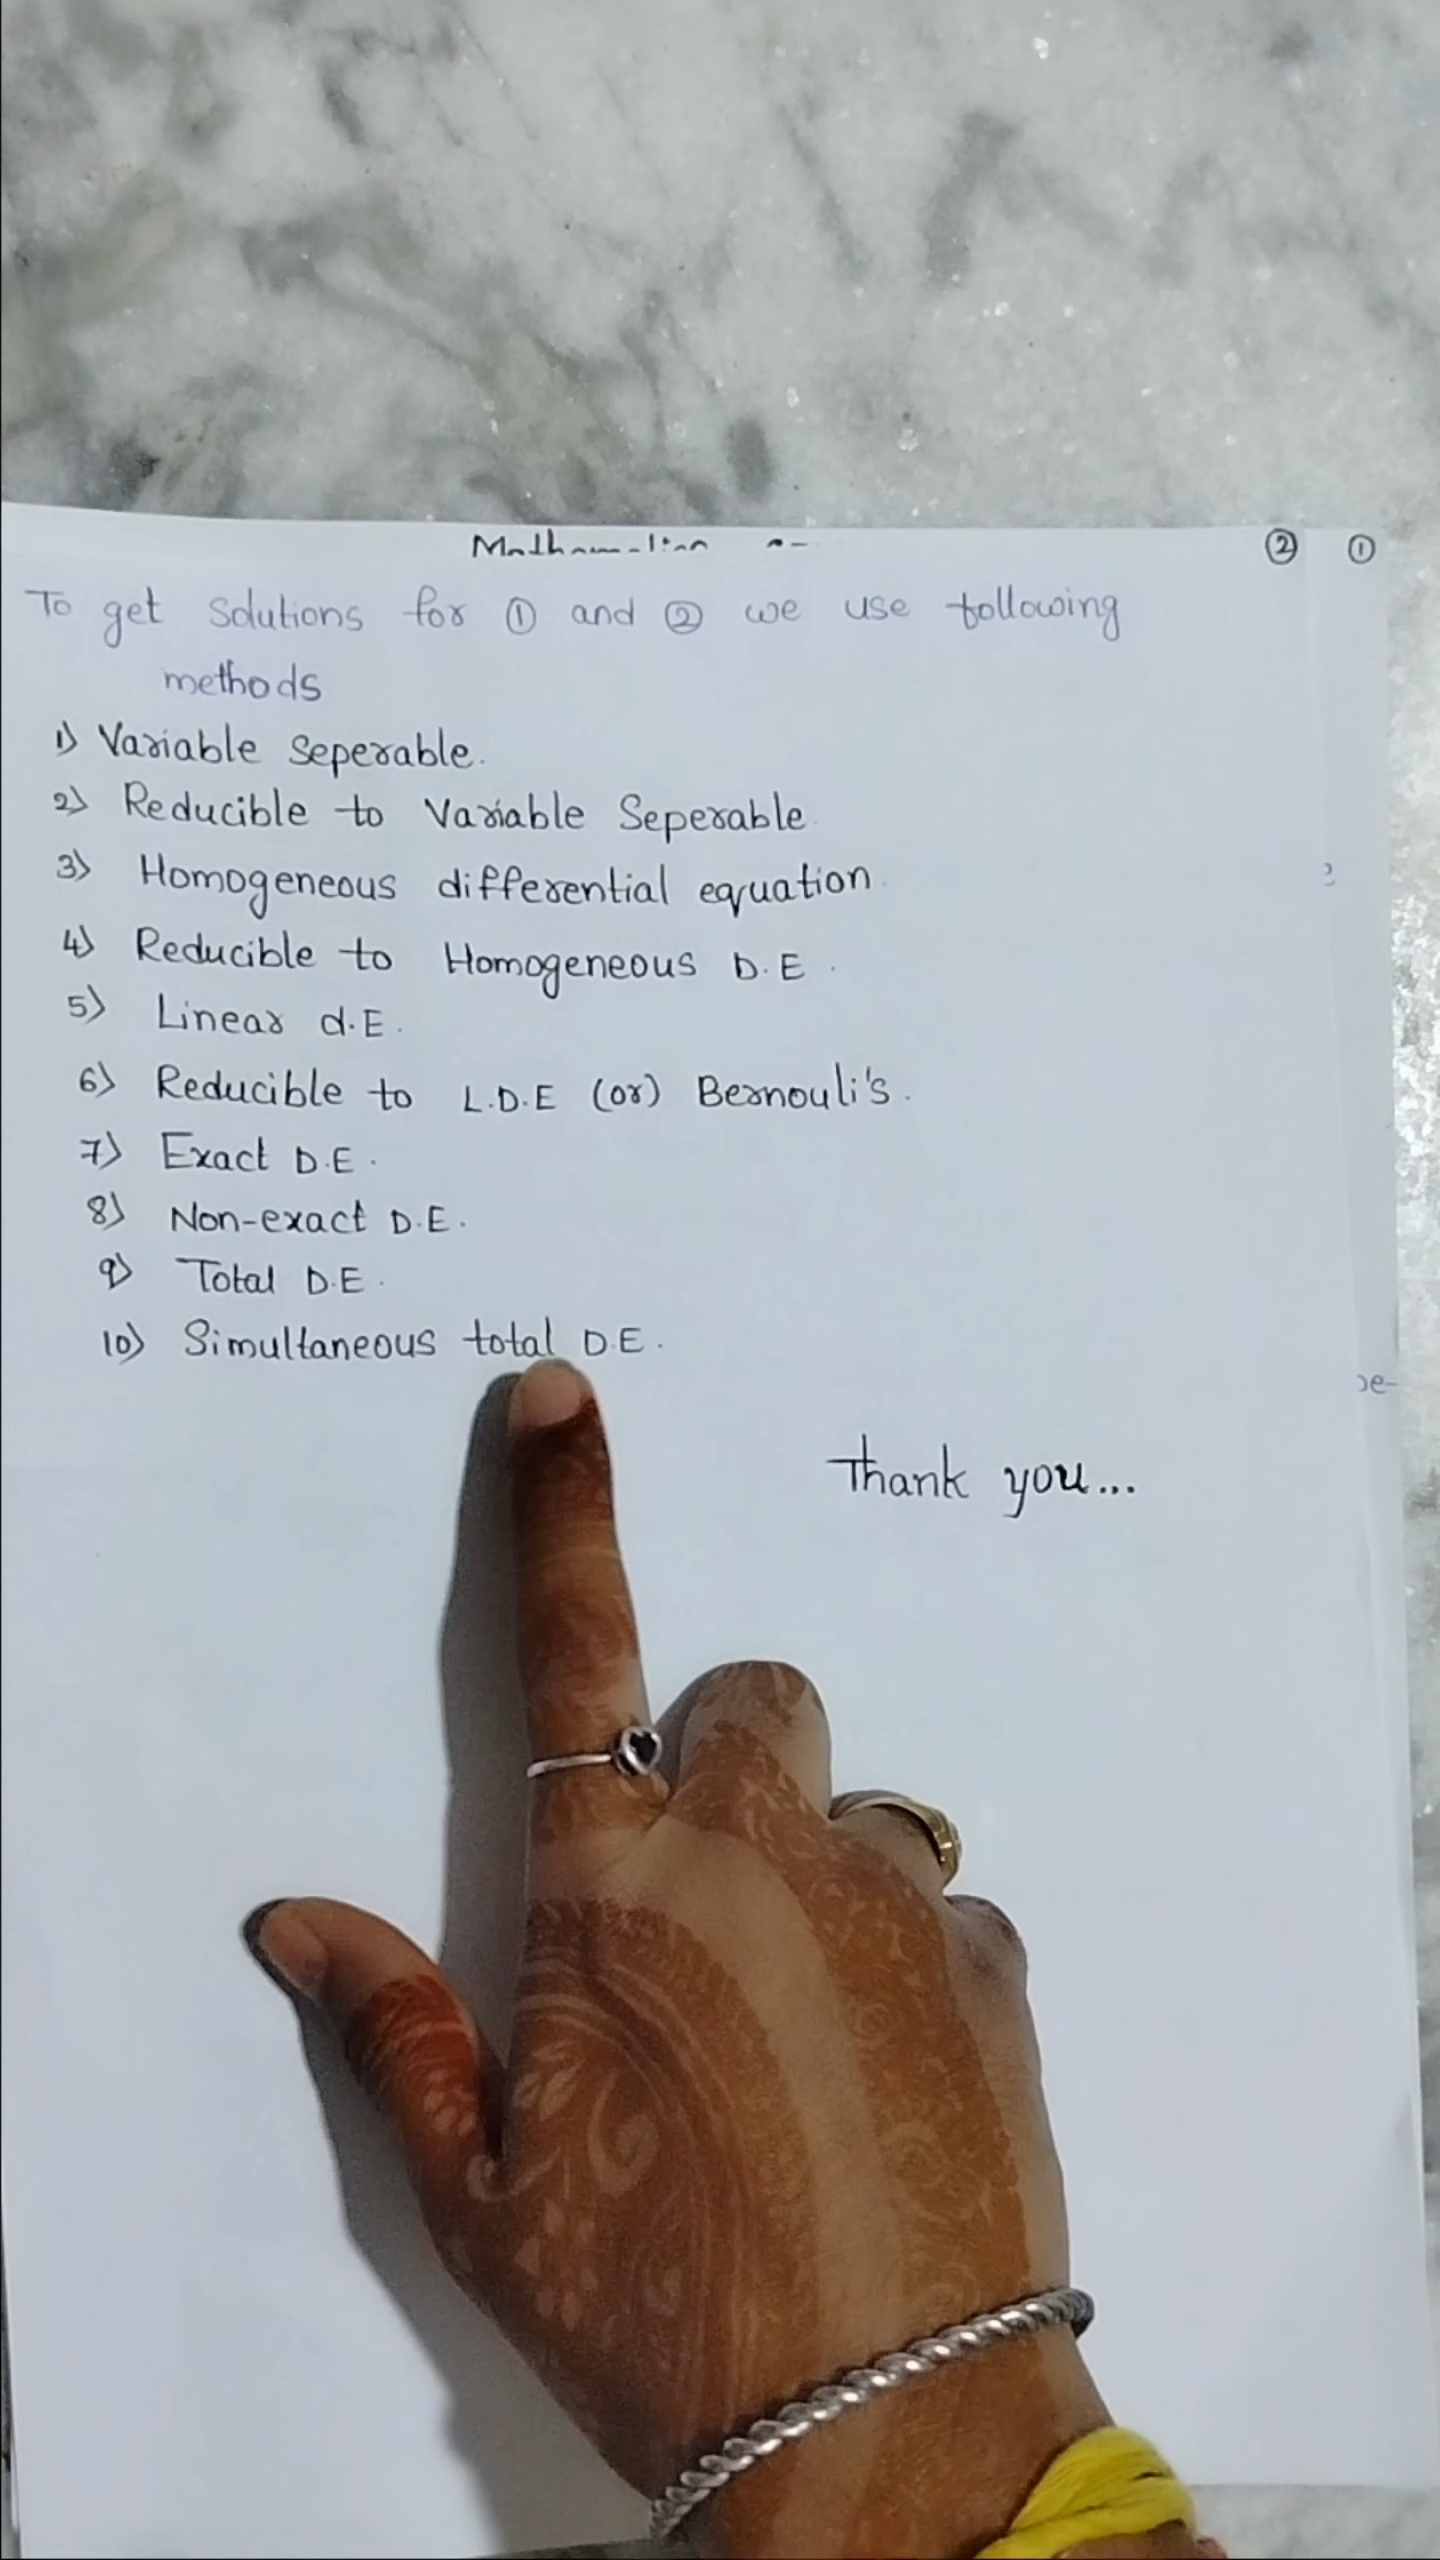 ② ①
To get Solutions for ① and ② we use following
methods
1) Variable Seperable.
2) Reducible to Variable Seperable.
3) Homogeneous differential equation.
4) Reducible to Homogeneous D.E.
5) Linear d.E.
6) Reducible to L.D.E (or) Bernouli's.
7) Exact D.E.
8) Non-exact D.E.
9) Total D.E.
10) Simultaneous total D.E.
Thank you...